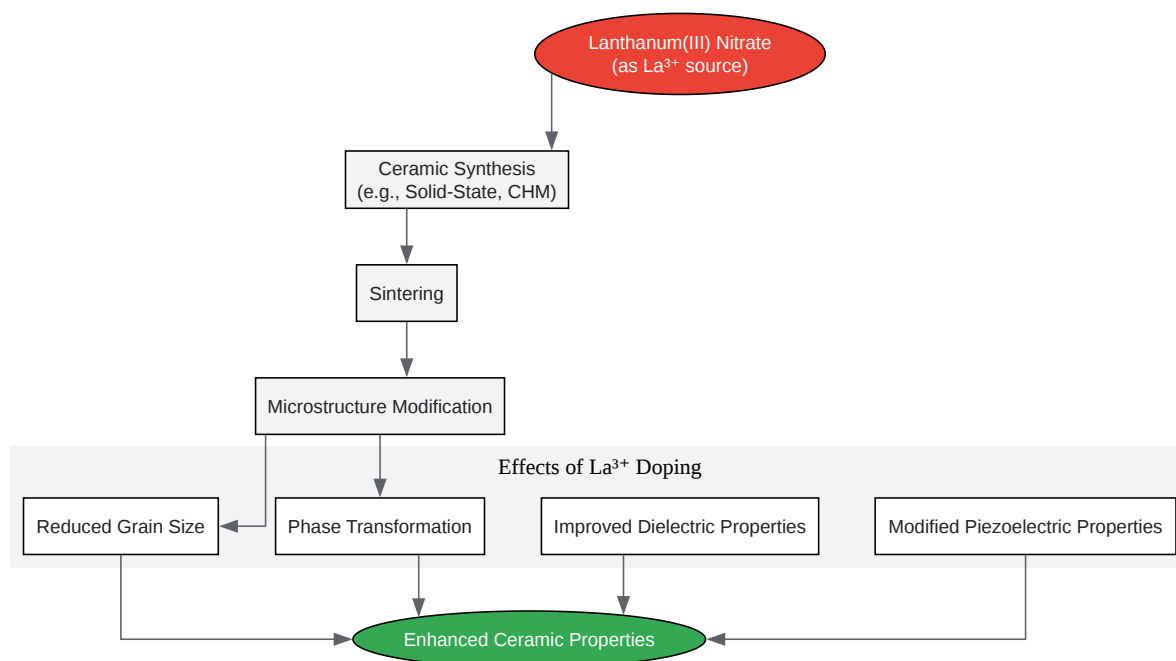 Lanthanum(III) Nitrate
(as La³⁺ source)
Ceramic Synthesis
(e.g., Solid-State, CHM)
Sintering
Microstructure Modification
Effects of La³⁺ Doping
Reduced Grain Size
Phase Transformation
Improved Dielectric Properties
Modified Piezoelectric Properties
Enhanced Ceramic Properties